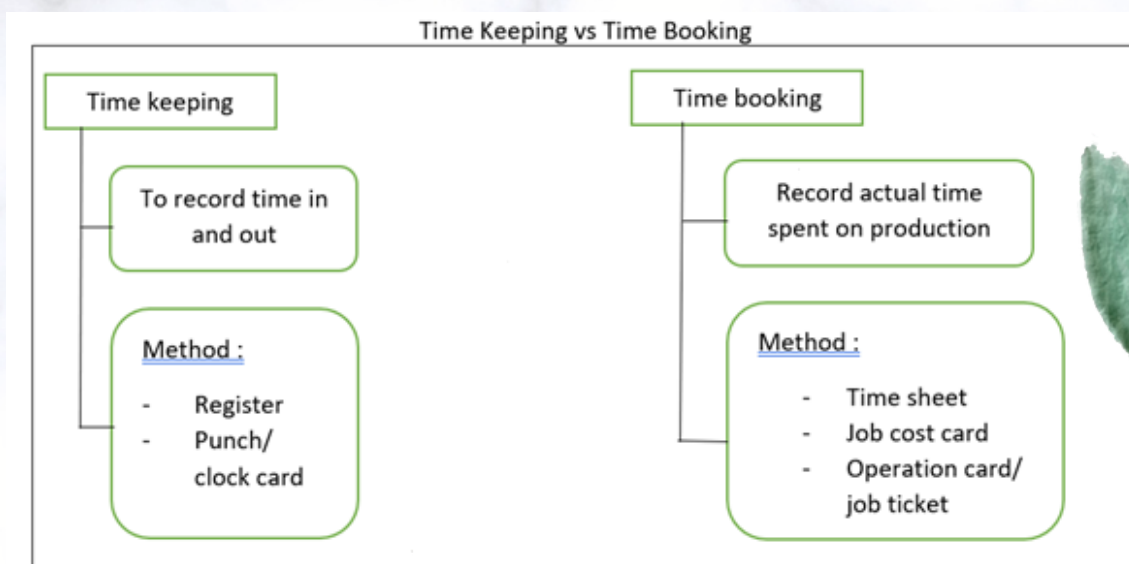 Time Keeping vs Time Booking
Time keeping
To record time in
and out
Method :
- Register
- Punch/
clock card
Time booking
Record actual time
spent on production
Method :
- Time sheet
- Job cost card
- Operation card/
job ticket